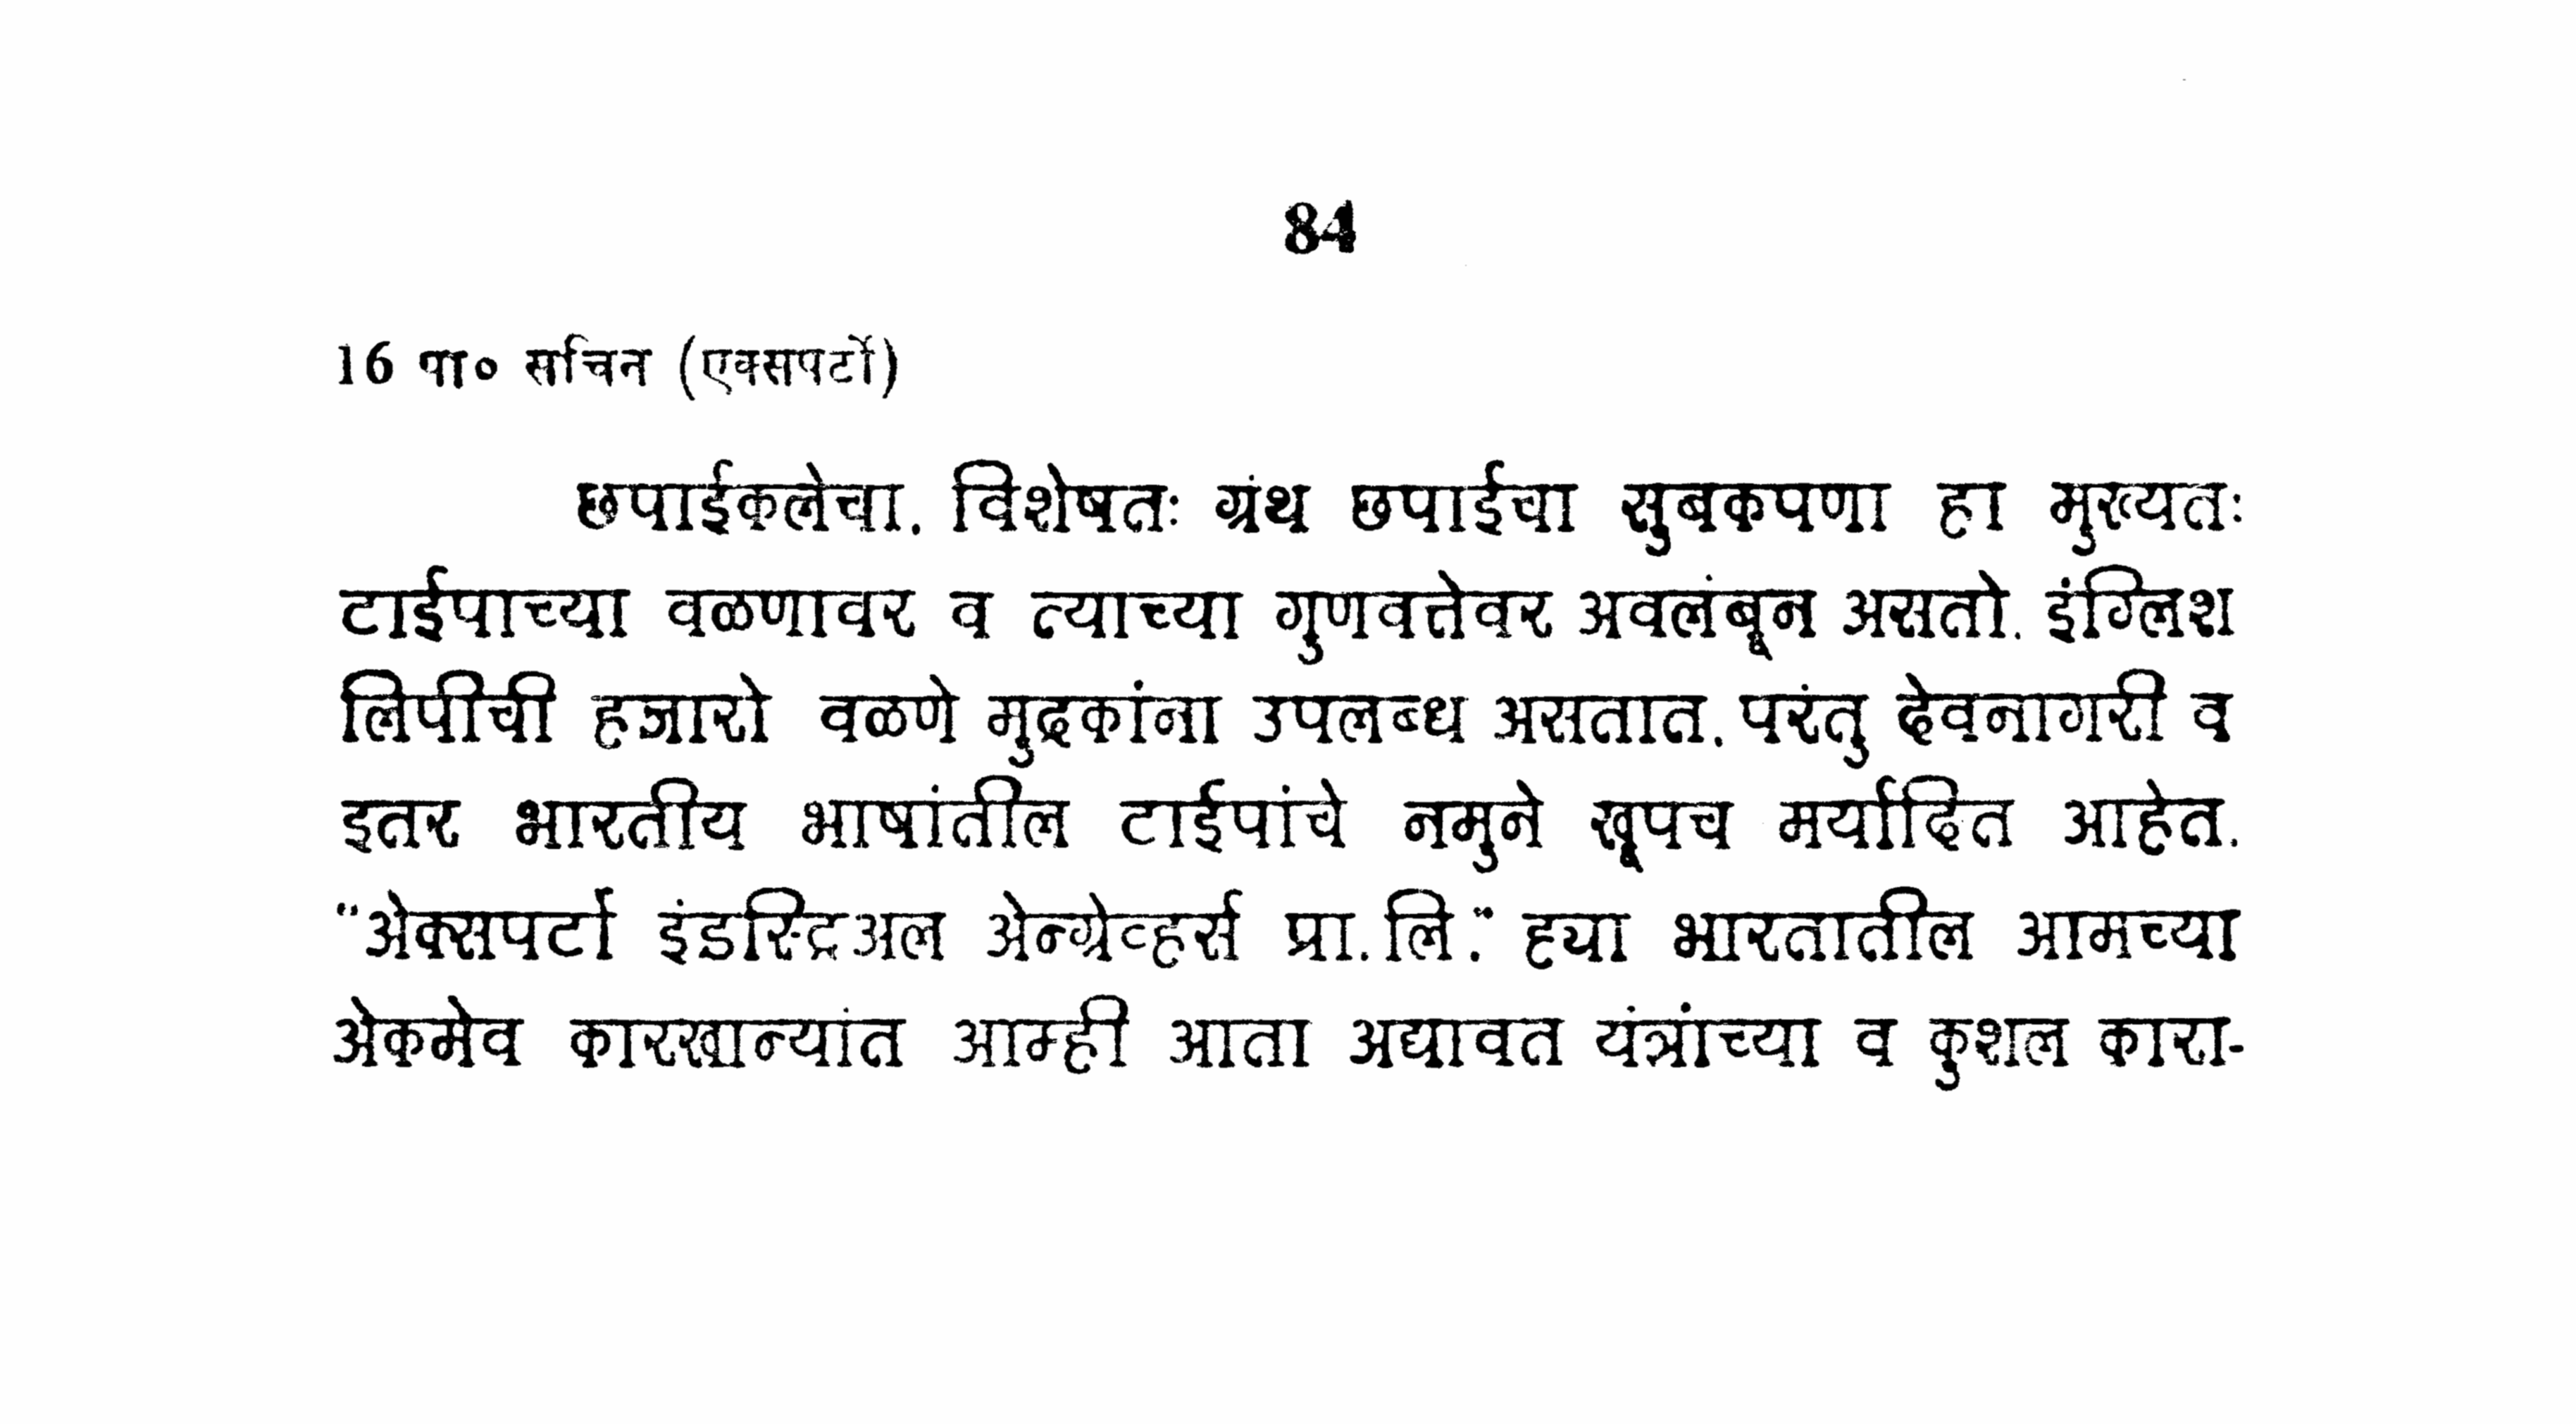 84
16 पा० सचिन (एक्सपर्टो)
छपाईकलेचा. विशेषतः ग्रंथ छपाईचा सुबकपणा हा मुख्यतः
टाईपाच्या वळणावर व त्याच्या गुणवत्तेवर अवलंबून असतो. इंग्लिश
लिपीची हजारो वळणे मुद्रकांना उपलब्ध असतात. परंतु देवनागरी व
इतर भारतीय भाषांतील टाईपांचे नमुने खूपच मर्यादित आहेत.
"अेक्सपर्टो इंडस्ट्रिअल अेन्ग्रेव्हर्स प्रा. लि." ह्या भारतातील आमच्या
अेकमेव कारखान्यांत आम्ही आता अद्यावत यंत्रांच्या व कुशल कारा-